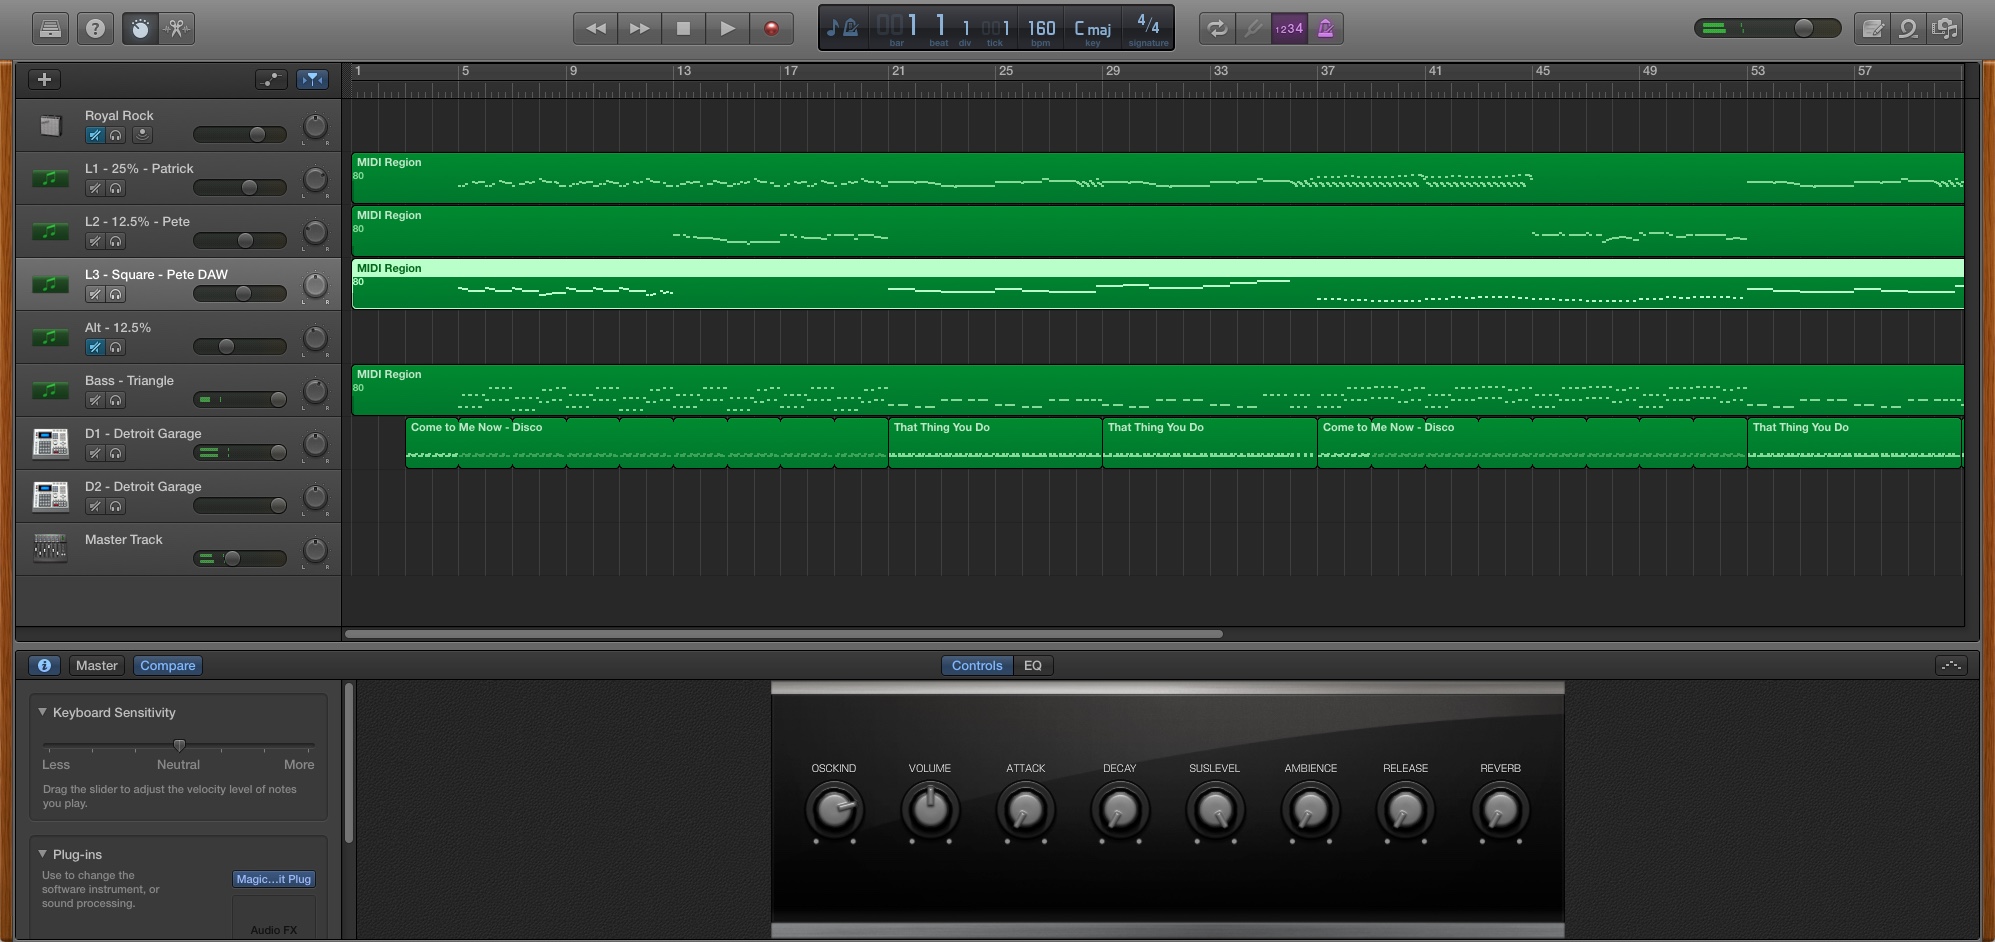 001 1 1 001 160 C maj 4/4
bar beat div tick bpm key signature
1234
1 5 9 13 17 21 25 29 33 37 41 45 49 53 57
Royal Rock
L R
L1 - 25% - Patrick
L R
MIDI Region
80
L2 - 12.5% - Pete
L R
MIDI Region
80
L3 - Square - Pete DAW
L R
MIDI Region
80
Alt - 12.5%
L R
Bass - Triangle
L R
MIDI Region
80
D1 - Detroit Garage
L R
Come to Me Now - Disco That Thing You Do That Thing You Do Come to Me Now - Disco That Thing You Do
D2 - Detroit Garage
L R
Master Track
L R
Master Compare Controls EQ
Keyboard Sensitivity
Less Neutral More
Drag the slider to adjust the velocity level of notes
you play.
Plug-ins
Use to change the
software instrument, or
sound processing.
Magic...it Plug
Audio FX
OSCKIND VOLUME ATTACK DECAY SUSLEVEL AMBIENCE RELEASE REVERB